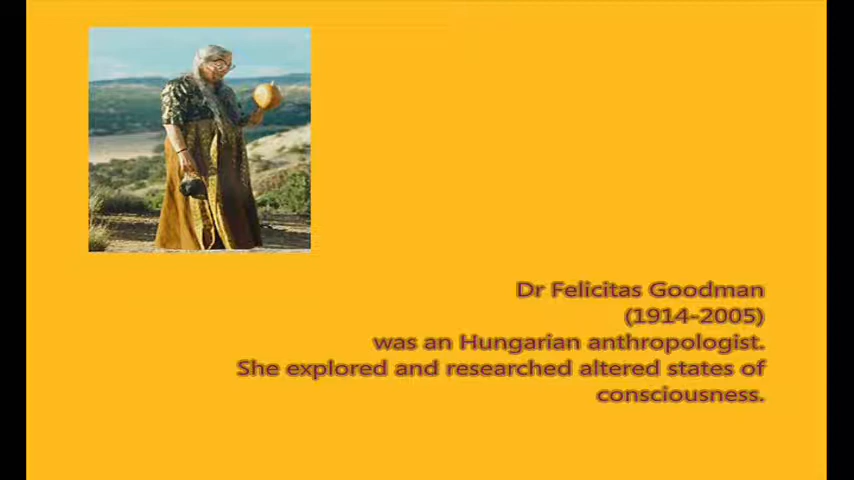 Dr Felicitas Goodman
(1914-2005)
was an Hungarian anthropologist.
She explored and researched altered states of
consciousness.